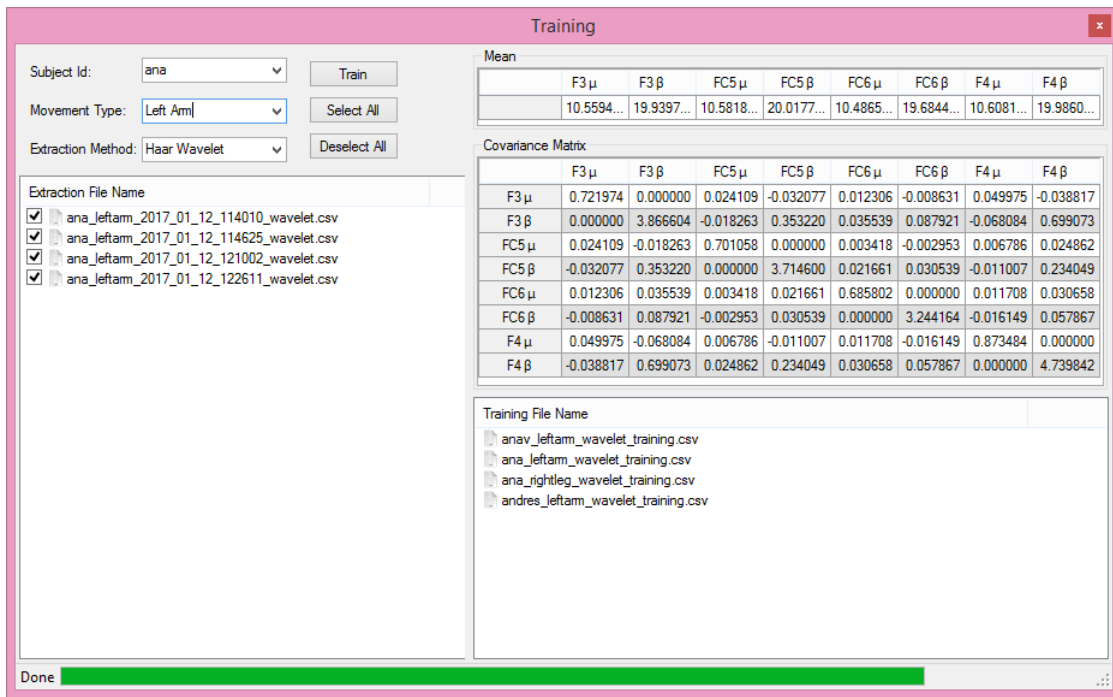 Training
x
Subject Id: ana Train
Movement Type: Left Arm Select All
Extraction Method: Haar Wavelet Deselect All
Extraction File Name
ana_leftarm_2017_01_12_114010_wavelet.csv
ana_leftarm_2017_01_12_114625_wavelet.csv
ana_leftarm_2017_01_12_121002_wavelet.csv
ana_leftarm_2017_01_12_122611_wavelet.csv
Mean
F3 μ F3 β FC5 μ FC5 β FC6 μ FC6 β F4 μ F4 β
10.5594... 19.9397... 10.5818... 20.0177... 10.4865... 19.6844... 10.6081... 19.9860...
Covariance Matrix
F3 μ F3 β FC5 μ FC5 β FC6 μ FC6 β F4 μ F4 β
F3 μ 0.721974 0.000000 0.024109 -0.032077 0.012306 -0.008631 0.049975 -0.038817
F3 β 0.000000 3.866604 -0.018263 0.353220 0.035539 0.087921 -0.068084 0.699073
FC5 μ 0.024109 -0.018263 0.701058 0.000000 0.003418 -0.002953 0.006786 0.024862
FC5 β -0.032077 0.353220 0.000000 3.714600 0.021661 0.030539 -0.011007 0.234049
FC6 μ 0.012306 0.035539 0.003418 0.021661 0.685802 0.000000 0.011708 0.030658
FC6 β -0.008631 0.087921 -0.002953 0.030539 0.000000 3.244164 -0.016149 0.057867
F4 μ 0.049975 -0.068084 0.006786 -0.011007 0.011708 -0.016149 0.873484 0.000000
F4 β -0.038817 0.699073 0.024862 0.234049 0.030658 0.057867 0.000000 4.739842
Training File Name
anav_leftarm_wavelet_training.csv
ana_leftarm_wavelet_training.csv
ana_rightleg_wavelet_training.csv
andres_leftarm_wavelet_training.csv
Done